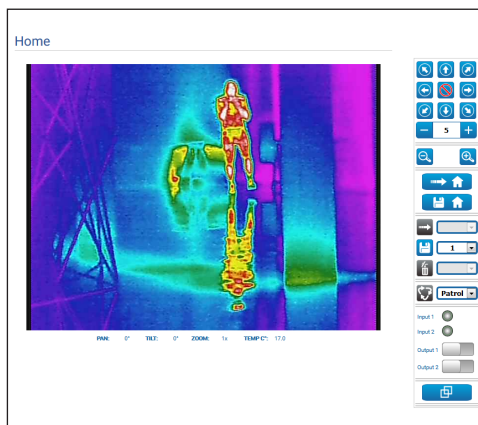 Home
5
1
Patrol
Input 1
Input 2
PAN: 0° TILT: 0° ZOOM: 1x TEMP C°: 17.0
Output 1
Output 2